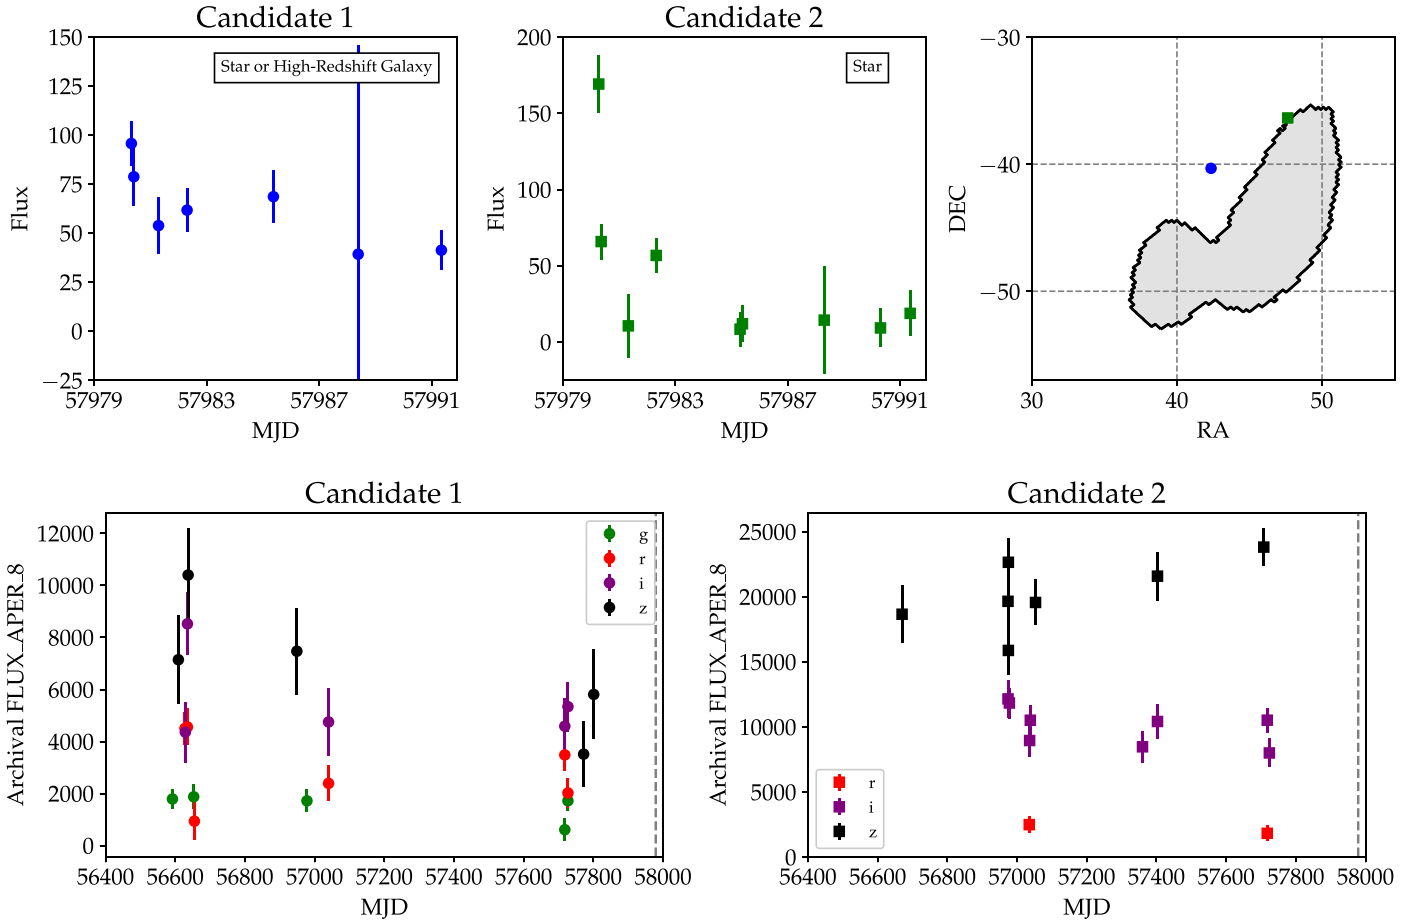 Candidate 1
Star or High-Redshift Galaxy
150
125
100
75
50
25
0
−25
57979 57983 57987 57991
Flux
MJD
Candidate 2
Star
200
150
100
50
0
57979 57983 57987 57991
Flux
MJD
−30
−40
−50
30 40 50
DEC
RA
Candidate 1
g
r
i
z
12000
10000
8000
6000
4000
2000
0
56400 56600 56800 57000 57200 57400 57600 57800 58000
Archival FLUX_APER_8
MJD
Candidate 2
25000
20000
15000
10000
5000
0
r
i
z
56400 56600 56800 57000 57200 57400 57600 57800 58000
Archival FLUX_APER_8
MJD